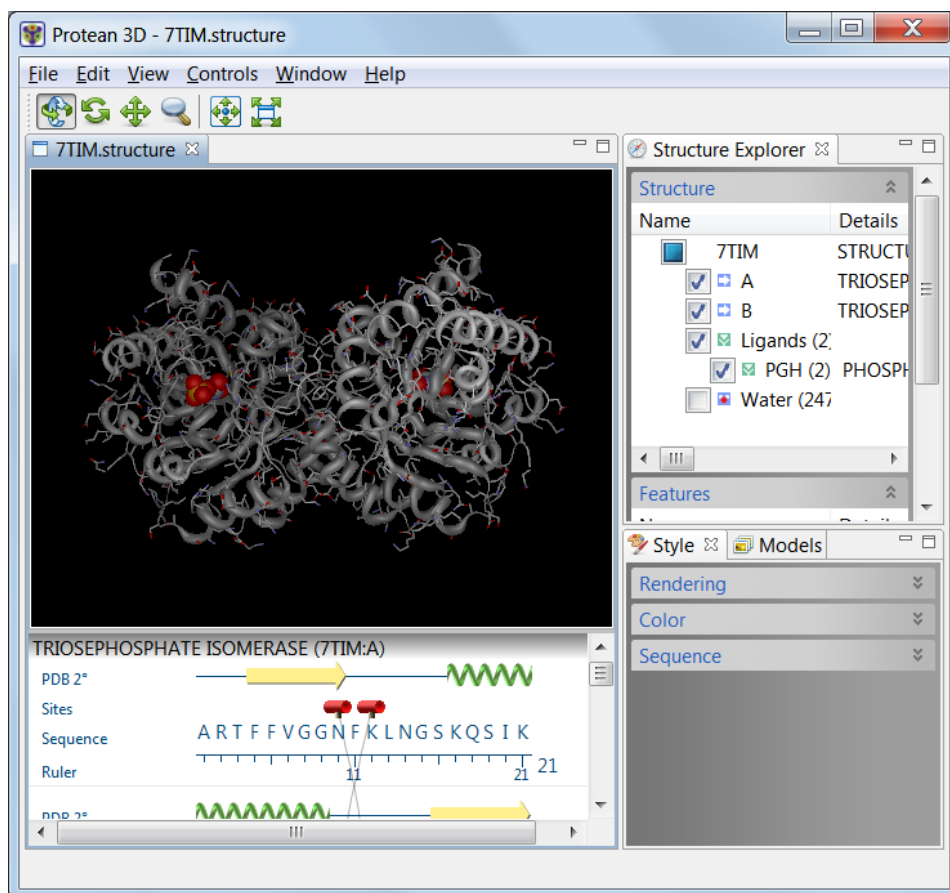 Protean 3D - 7TIM.structure
File Edit View Controls Window Help
7TIM.structure
Structure Explorer
Structure
Name Details
7TIM STRUCTU
A TRIOSEP
B TRIOSEP
Ligands (2)
PGH (2) PHOSPH
Water (247
Features
Style Models
Rendering
Color
Sequence
TRIOSEPHOSPHATE ISOMERASE (7TIM:A)
PDB 2°
Sites
Sequence A R T F F V G G N F K L N G S K Q S I K
Ruler 11 21 21
PDB 2°